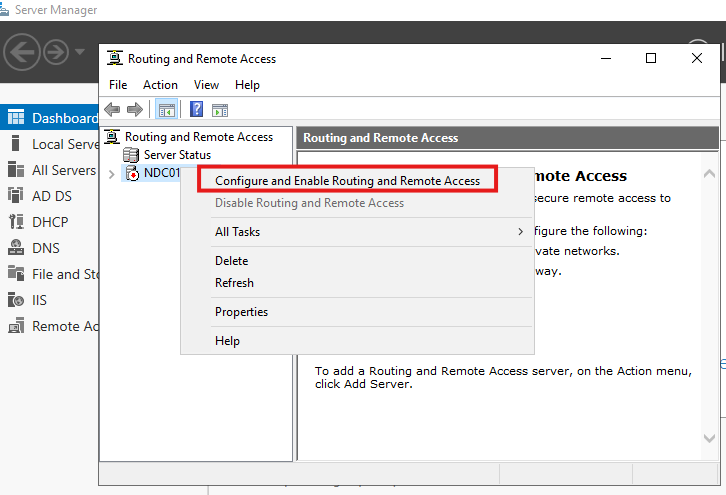 Server Manager
Routing and Remote Access
File Action View Help
Dashboard
Local Serve
All Servers
AD DS
DHCP
DNS
File and Sto
IIS
Remote Ac
Routing and Remote Access
Server Status
NDC01
Routing and Remote Access
Configure and Enable Routing and Remote Access
Disable Routing and Remote Access
All Tasks
Delete
Refresh
Properties
Help
mote Access
secure remote access to
figure the following:
vate networks.
way.
To add a Routing and Remote Access server, on the Action menu,
click Add Server.